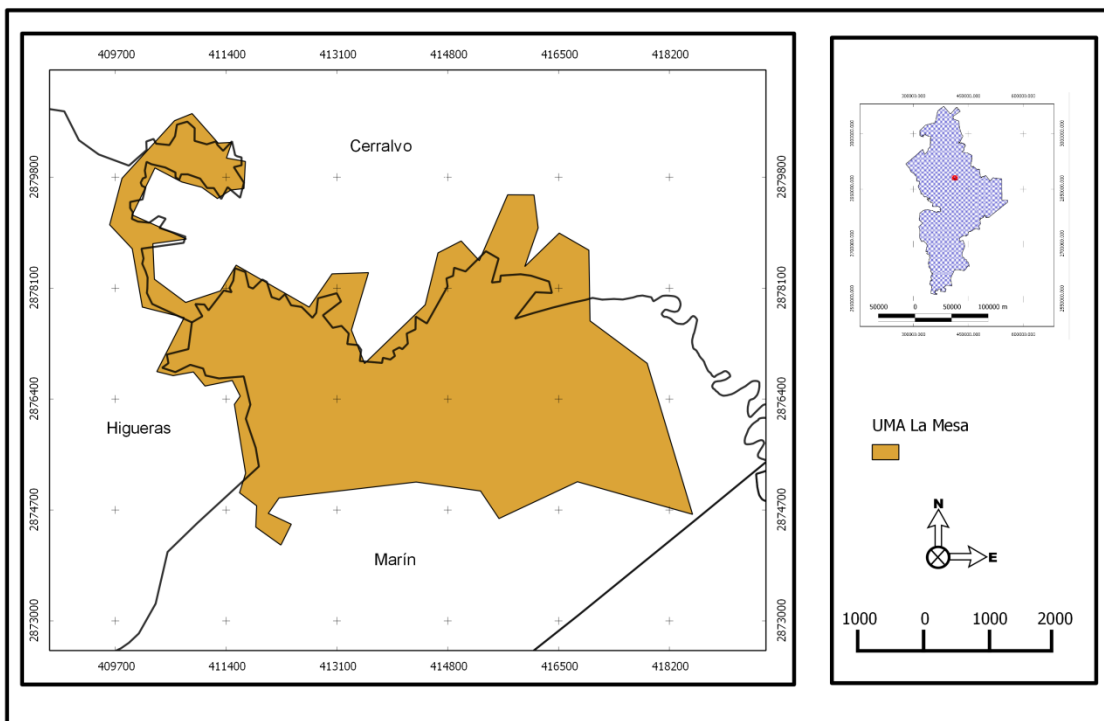 409700 411400 413100 414800 416500 418200
2879800 2879800
Cerralvo
2878100 2878100
2876400 2876400
Higueras
2874700 2874700
Marín
2873000 2873000
409700 411400 413100 414800 416500 418200
50000 0 50000 100000 m
UMA La Mesa
N
E
1000 0 1000 2000